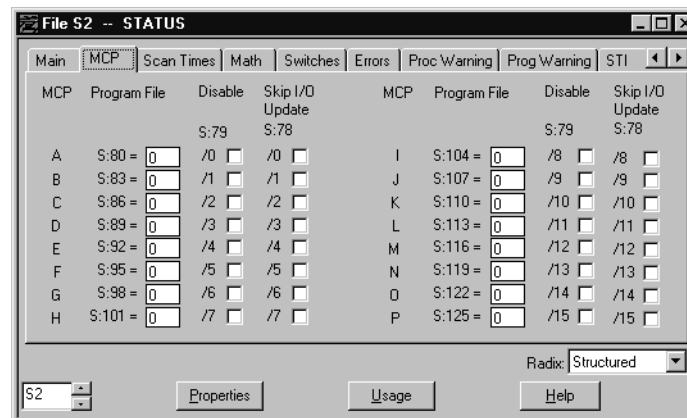 File S2 -- STATUS
Main MCP Scan Times Math Switches Errors Proc Warning Prog Warning STI
MCP Program File Disable Skip I/O MCP Program File Disable Skip I/O
Update Update
S:79 S:78 S:79 S:78
A S:80 = 0 /0 /0 I S:104 = 0 /8 /8
B S:83 = 0 /1 /1 J S:107 = 0 /9 /9
C S:86 = 0 /2 /2 K S:110 = 0 /10 /10
D S:89 = 0 /3 /3 L S:113 = 0 /11 /11
E S:92 = 0 /4 /4 M S:116 = 0 /12 /12
F S:95 = 0 /5 /5 N S:119 = 0 /13 /13
G S:98 = 0 /6 /6 O S:122 = 0 /14 /14
H S:101 = 0 /7 /7 P S:125 = 0 /15 /15
Radix: Structured
S2 Properties Usage Help